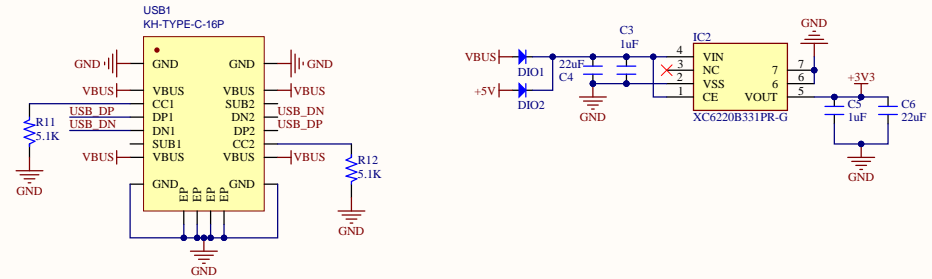 USB1
KH-TYPE-C-16P
GND
GND
GND
GND
VBUS
VBUS
VBUS
VBUS
CC1
SUB2
USB_DP
DP1
DN2
USB_DN
USB_DN
DN1
DP2
USB_DP
SUB1
CC2
VBUS
VBUS
VBUS
VBUS
GND
GND
EP
EP
EP
EP
R11
5.1K
GND
R12
5.1K
GND
GND
VBUS
DIO1
+5V
DIO2
22uF
C4
C3
1uF
GND
IC2
4
VIN
3
NC
2
VSS
1
CE
7
7
6
6
VOUT
5
XC6220B331PR-G
GND
+3V3
C5
1uF
C6
22uF
GND